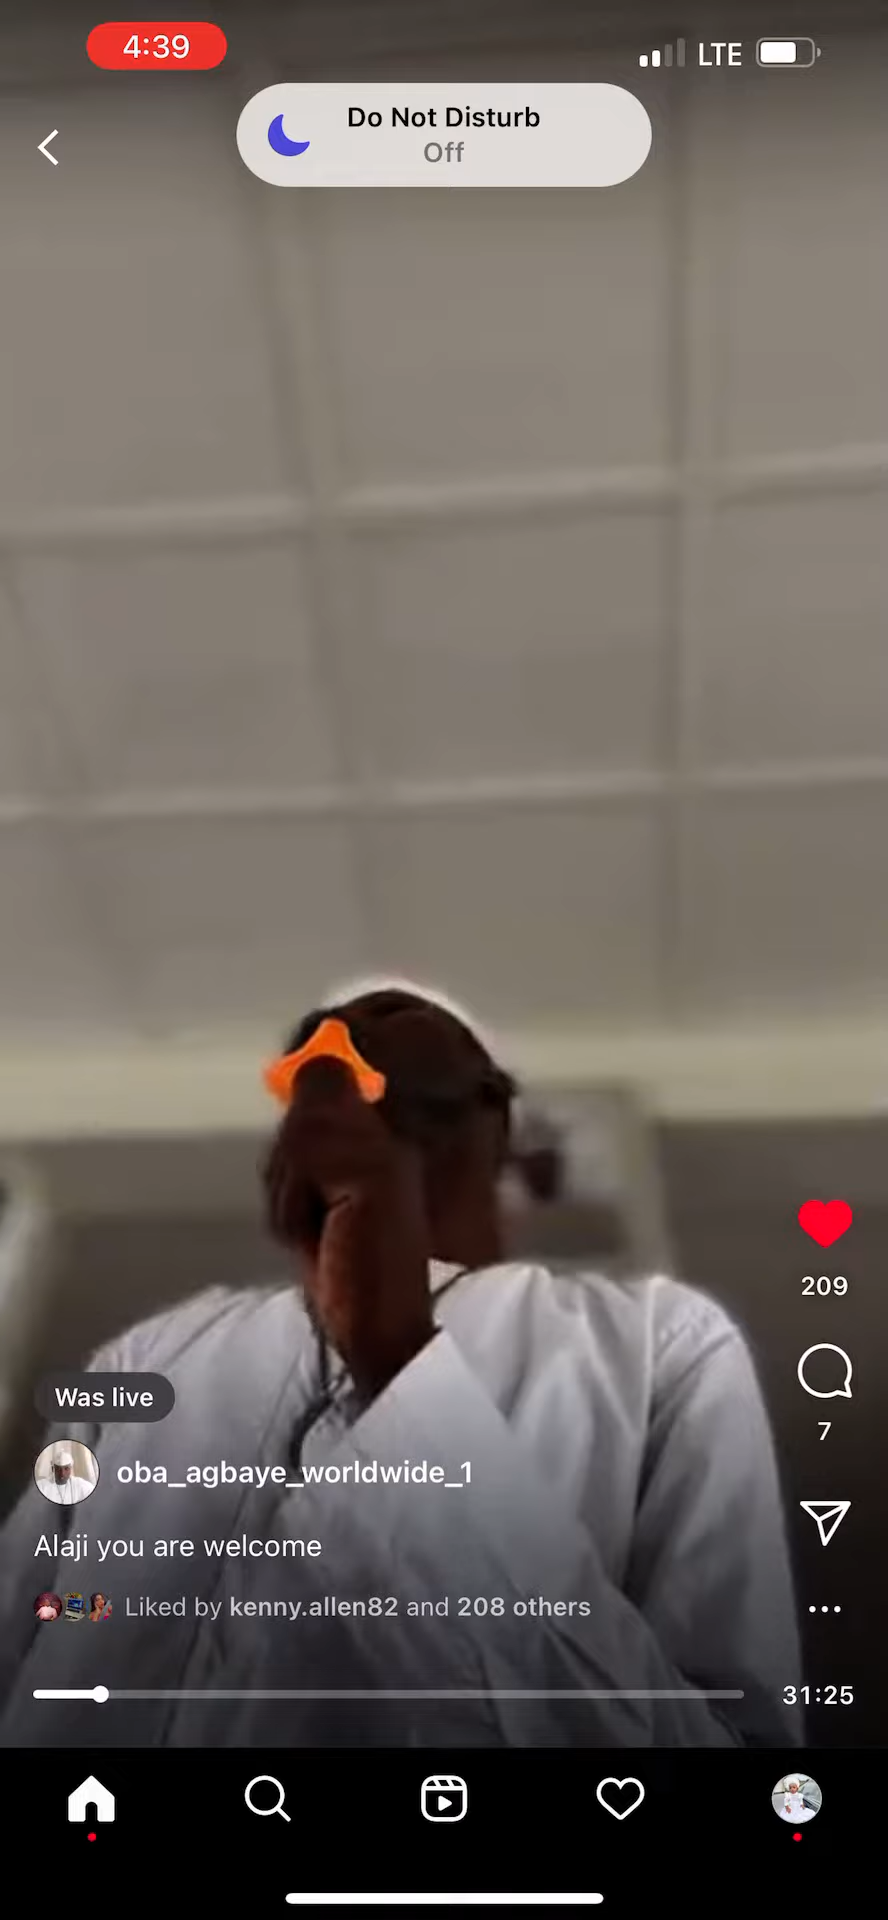 4:39
LTE
Do Not Disturb
Off
209
7
Was live
oba_agbaye_worldwide_1
Alaji you are welcome
Liked by kenny.allen82 and 208 others
31:25